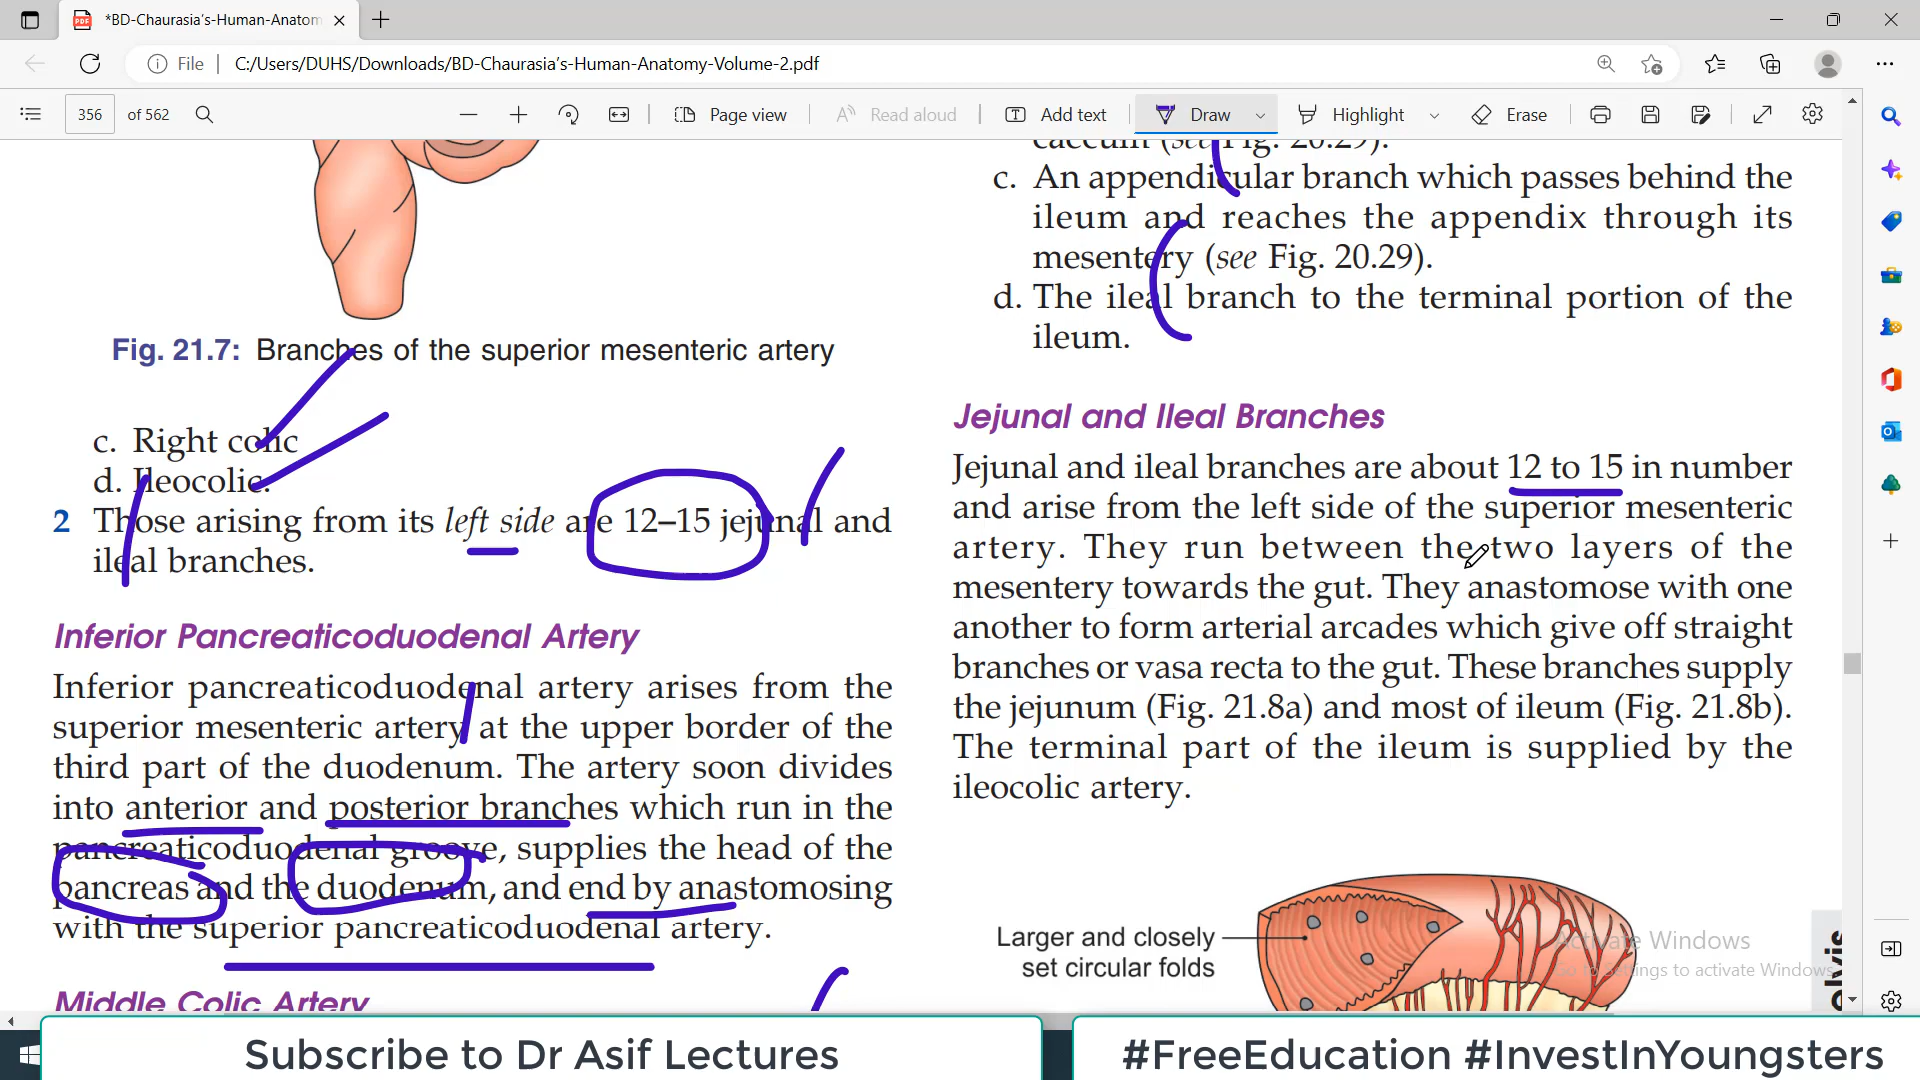 *BD-Chaurasia's-Human-Anatom
File
C:/Users/DUHS/Downloads/BD-Chaurasia's-Human-Anatomy-Volume-2.pdf
356 of 562
Page view
Read aloud
Add text
Draw
Highlight
Erase
Fig. 21.7: Branches of the superior mesenteric artery
c. Right colic
d. Ileocolic.
2 Those arising from its left side are 12–15 jejunal and
ileal branches.
Inferior Pancreaticoduodenal Artery
Inferior pancreaticoduodenal artery arises from the
superior mesenteric artery at the upper border of the
third part of the duodenum. The artery soon divides
into anterior and posterior branches which run in the
pancreaticoduodenal groove, supplies the head of the
pancreas and the duodenum, and end by anastomosing
with the superior pancreaticoduodenal artery.
Middle Colic Artery
caecum (see Fig. 20.29).
c. An appendicular branch which passes behind the
ileum and reaches the appendix through its
mesentery (see Fig. 20.29).
d. The ileal branch to the terminal portion of the
ileum.
Jejunal and Ileal Branches
Jejunal and ileal branches are about 12 to 15 in number
and arise from the left side of the superior mesenteric
artery. They run between the two layers of the
mesentery towards the gut. They anastomose with one
another to form arterial arcades which give off straight
branches or vasa recta to the gut. These branches supply
the jejunum (Fig. 21.8a) and most of ileum (Fig. 21.8b).
The terminal part of the ileum is supplied by the
ileocolic artery.
Larger and closely
set circular folds
Activate Windows
Go to Settings to activate Windows.
elvis
Subscribe to Dr Asif Lectures
#FreeEducation #InvestInYoungsters